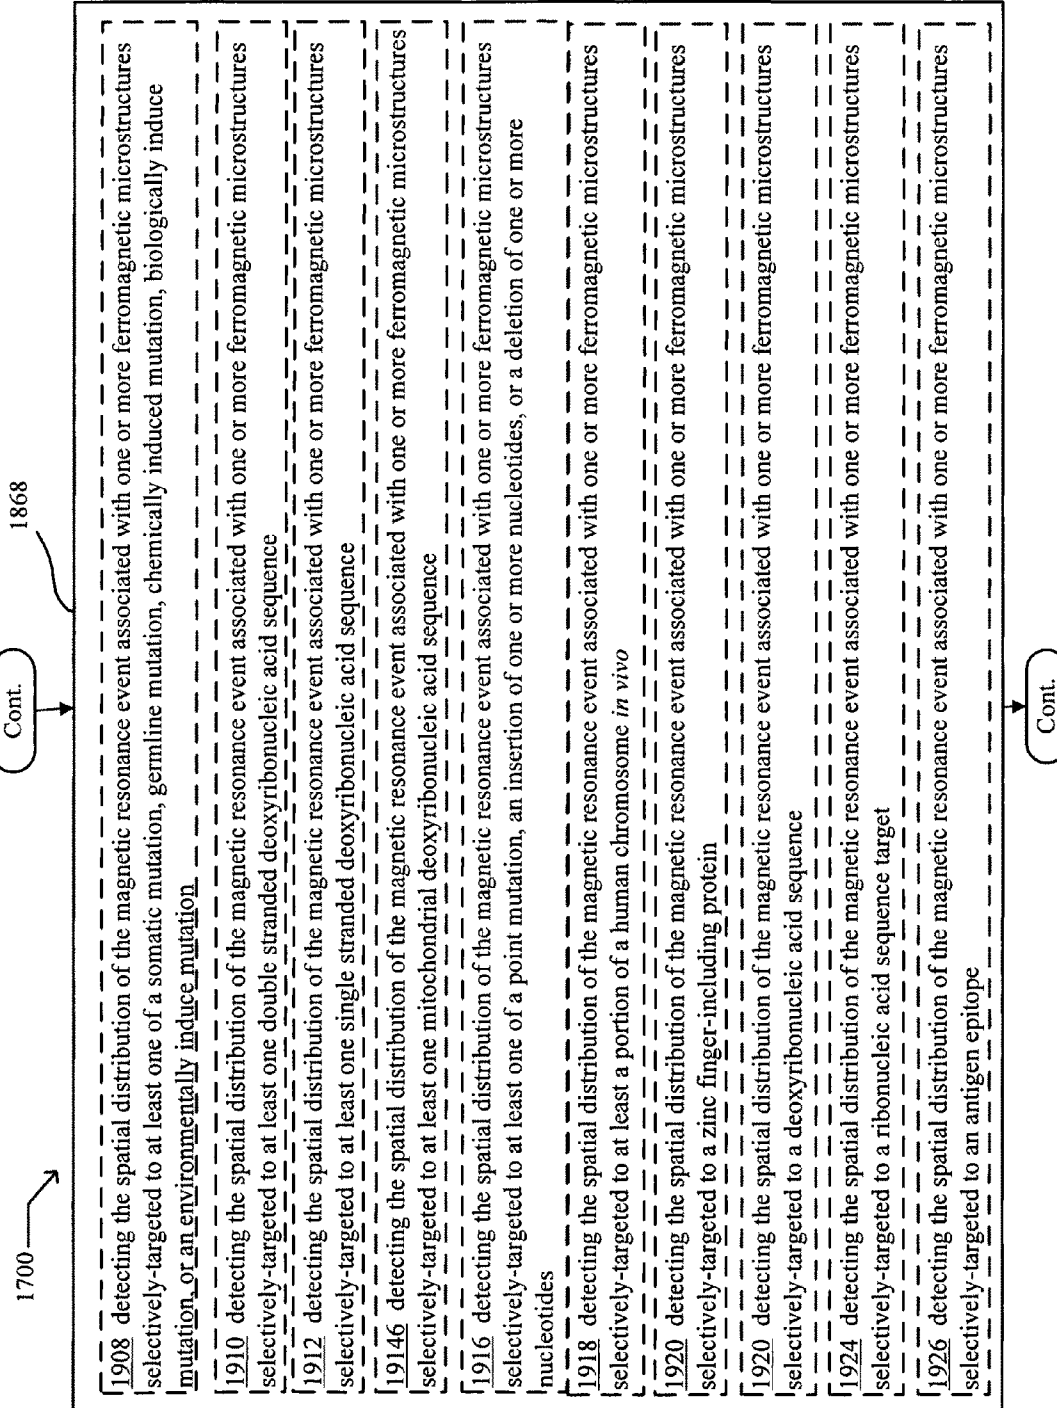 1700
Cont.
1868
1908 detecting the spatial distribution of the magnetic resonance event associated with one or more ferromagnetic microstructures
selectively-targeted to at least one of a somatic mutation, germline mutation, chemically induced mutation, biologically induce
mutation, or an environmentally induce mutation
1910 detecting the spatial distribution of the magnetic resonance event associated with one or more ferromagnetic microstructures
selectively-targeted to at least one double stranded deoxyribonucleic acid sequence
1912 detecting the spatial distribution of the magnetic resonance event associated with one or more ferromagnetic microstructures
selectively-targeted to at least one single stranded deoxyribonucleic acid sequence
19146 detecting the spatial distribution of the magnetic resonance event associated with one or more ferromagnetic microstructures
selectively-targeted to at least one mitochondrial deoxyribonucleic acid sequence
1916 detecting the spatial distribution of the magnetic resonance event associated with one or more ferromagnetic microstructures
selectively-targeted to at least one of a point mutation, an insertion of one or more nucleotides, or a deletion of one or more
nucleotides
1918 detecting the spatial distribution of the magnetic resonance event associated with one or more ferromagnetic microstructures
selectively-targeted to at least a portion of a human chromosome in vivo
1920 detecting the spatial distribution of the magnetic resonance event associated with one or more ferromagnetic microstructures
selectively-targeted to a zinc finger-including protein
1920 detecting the spatial distribution of the magnetic resonance event associated with one or more ferromagnetic microstructures
selectively-targeted to a deoxyribonucleic acid sequence
1924 detecting the spatial distribution of the magnetic resonance event associated with one or more ferromagnetic microstructures
selectively-targeted to a ribonucleic acid sequence target
1926 detecting the spatial distribution of the magnetic resonance event associated with one or more ferromagnetic microstructures
selectively-targeted to an antigen epitope
Cont.